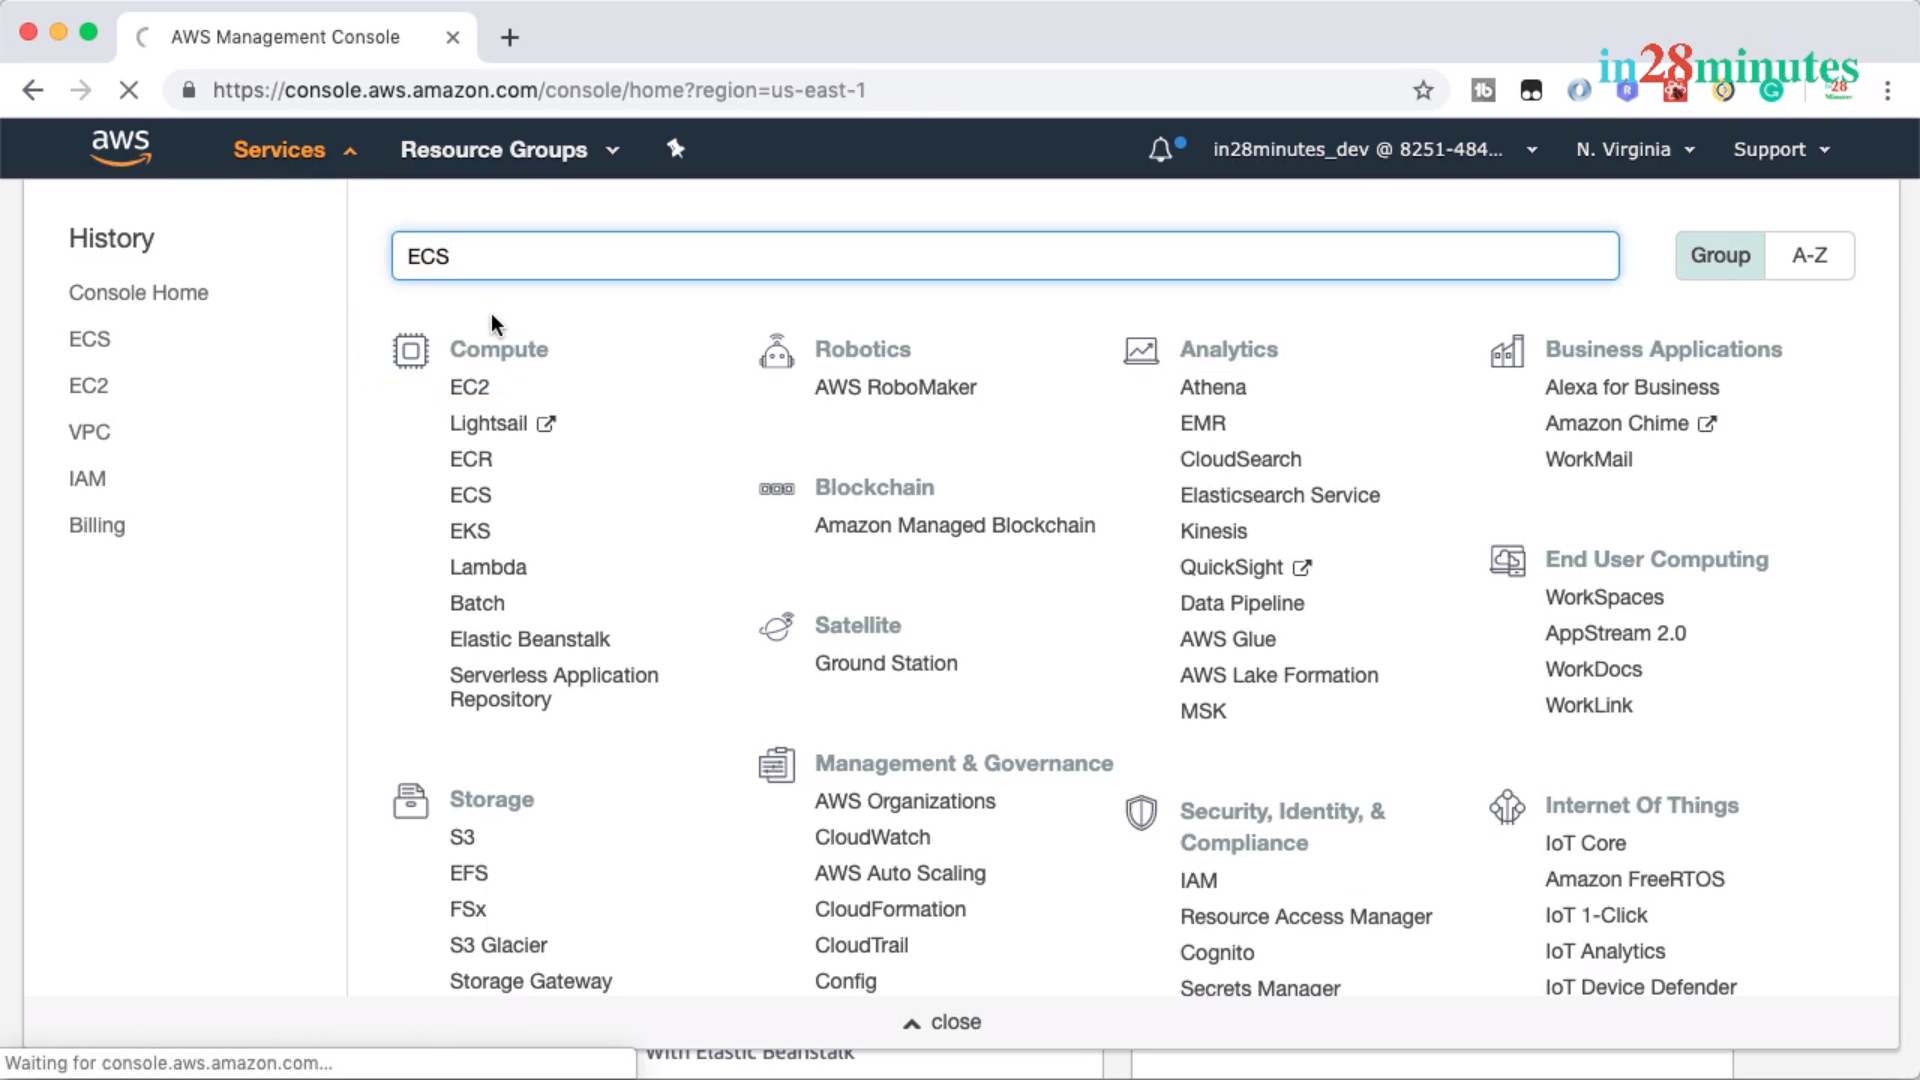 AWS Management Console
in28minutes
https://console.aws.amazon.com/console/home?region=us-east-1
aws
Services
Resource Groups
in28minutes_dev @ 8251-484...
N. Virginia
Support
History
Console Home
ECS
EC2
VPC
IAM
Billing
ECS
Group
A-Z
Compute
EC2
Lightsail
ECR
ECS
EKS
Lambda
Batch
Elastic Beanstalk
Serverless Application
Repository
Storage
S3
EFS
FSx
S3 Glacier
Storage Gateway
Robotics
AWS RoboMaker
Blockchain
Amazon Managed Blockchain
Satellite
Ground Station
Management & Governance
AWS Organizations
CloudWatch
AWS Auto Scaling
CloudFormation
CloudTrail
Config
Analytics
Athena
EMR
CloudSearch
Elasticsearch Service
Kinesis
QuickSight
Data Pipeline
AWS Glue
AWS Lake Formation
MSK
Security, Identity, &
Compliance
IAM
Resource Access Manager
Cognito
Secrets Manager
Business Applications
Alexa for Business
Amazon Chime
WorkMail
End User Computing
WorkSpaces
AppStream 2.0
WorkDocs
WorkLink
Internet Of Things
IoT Core
Amazon FreeRTOS
IoT 1-Click
IoT Analytics
IoT Device Defender
close
With Elastic Beanstalk
Waiting for console.aws.amazon.com...